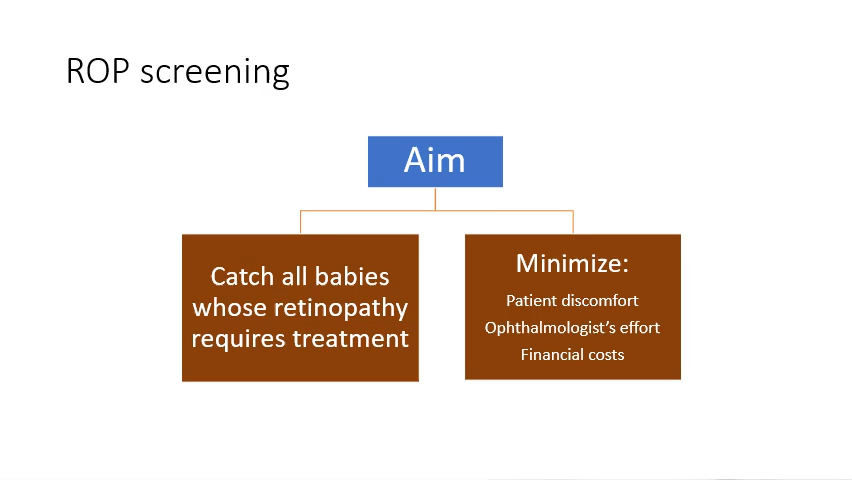 ROP screening
Aim
Catch all babies
whose retinopathy
requires treatment
Minimize:
Patient discomfort
Ophthalmologist’s effort
Financial costs